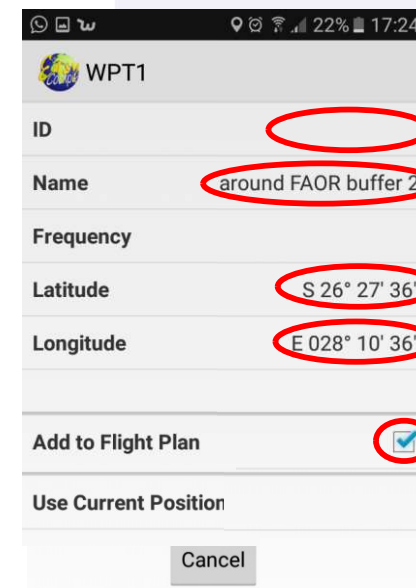 22% 17:24
WPT1
ID
Name around FAOR buffer 2
Frequency
Latitude S 26° 27' 36"
Longitude E 028° 10' 36"
Add to Flight Plan
Use Current Position
Cancel